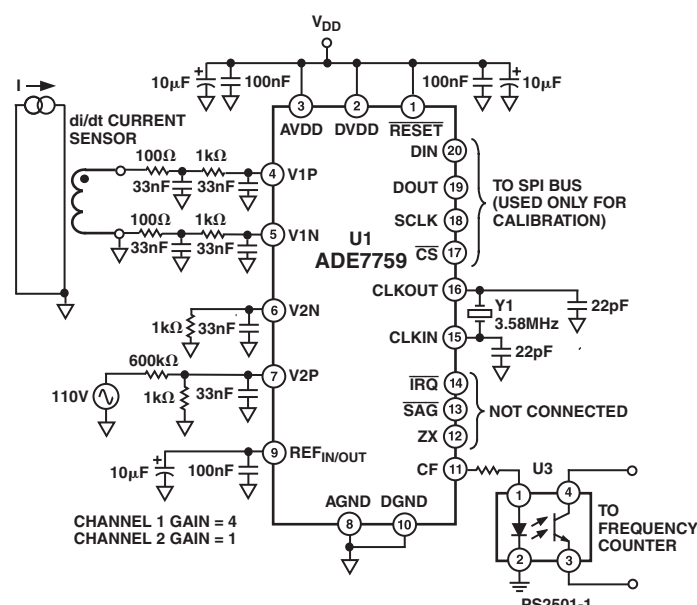 VDD
10µF
100nF
100nF
10µF
I
di/dt CURRENT
SENSOR
3
2
1
AVDD
DVDD
RESET
100Ω
1kΩ
33nF
33nF
4
V1P
100Ω
1kΩ
33nF
33nF
5
V1N
U1
ADE7759
DIN
20
DOUT
19
SCLK
18
CS
17
TO SPI BUS
(USED ONLY FOR
CALIBRATION)
6
V2N
1kΩ
33nF
CLKOUT
16
Y1
3.58MHz
22pF
CLKIN
15
22pF
600kΩ
7
V2P
110V
1kΩ
33nF
IRQ
14
SAG
13
ZX
12
NOT CONNECTED
9
REFIN/OUT
10µF
100nF
CF
11
U3
1
4
2
3
TO
FREQUENCY
COUNTER
PS2501-1
AGND
DGND
8
10
CHANNEL 1 GAIN = 4
CHANNEL 2 GAIN = 1